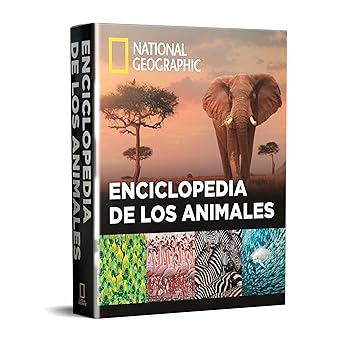 NATIONAL
GEOGRAPHIC
ENCICLOPEDIA
DE LOS ANIMALES
ENCICLOPEDIA
DE LOS ANIMALES